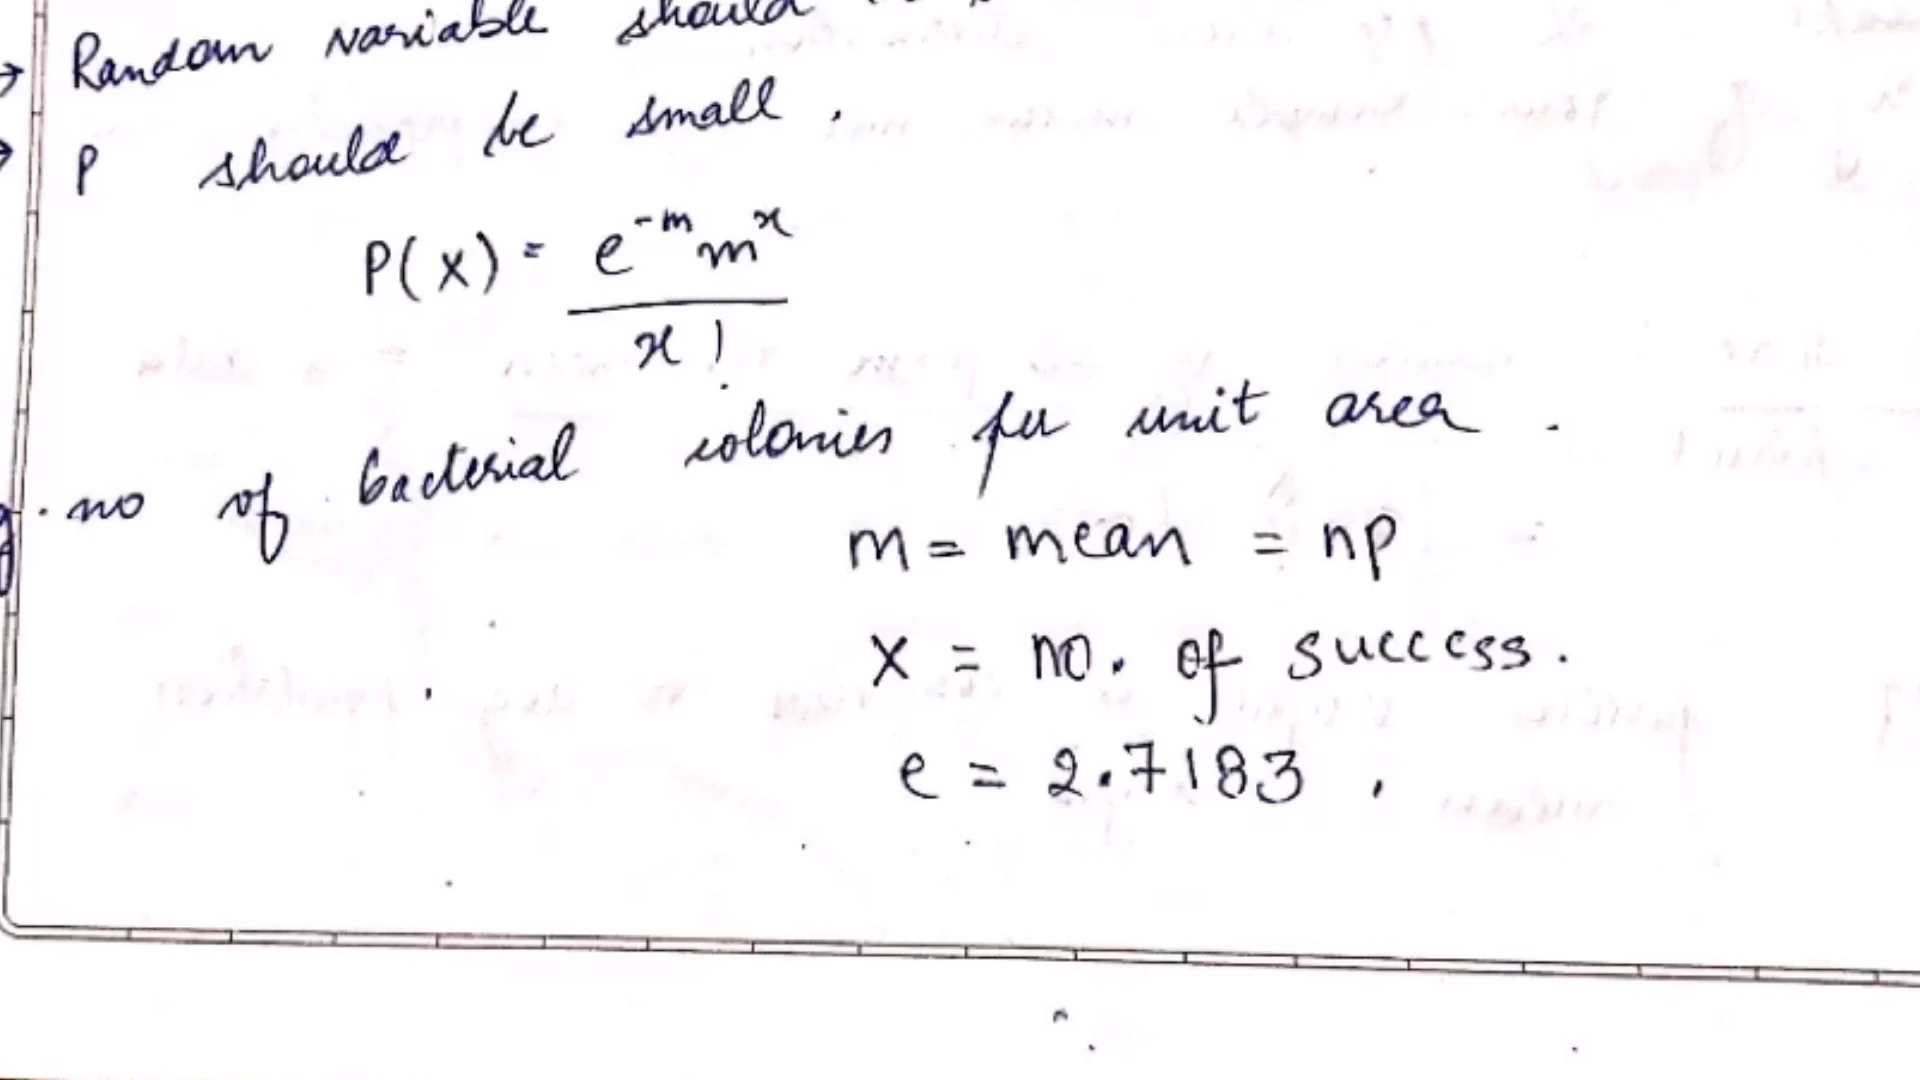 → Random variable should
→ P should be small.
P(x) = e^-m m^x
x!
g. no of bacterial colonies per unit area.
m = mean = np
x = no. of success.
e = 2.7183.